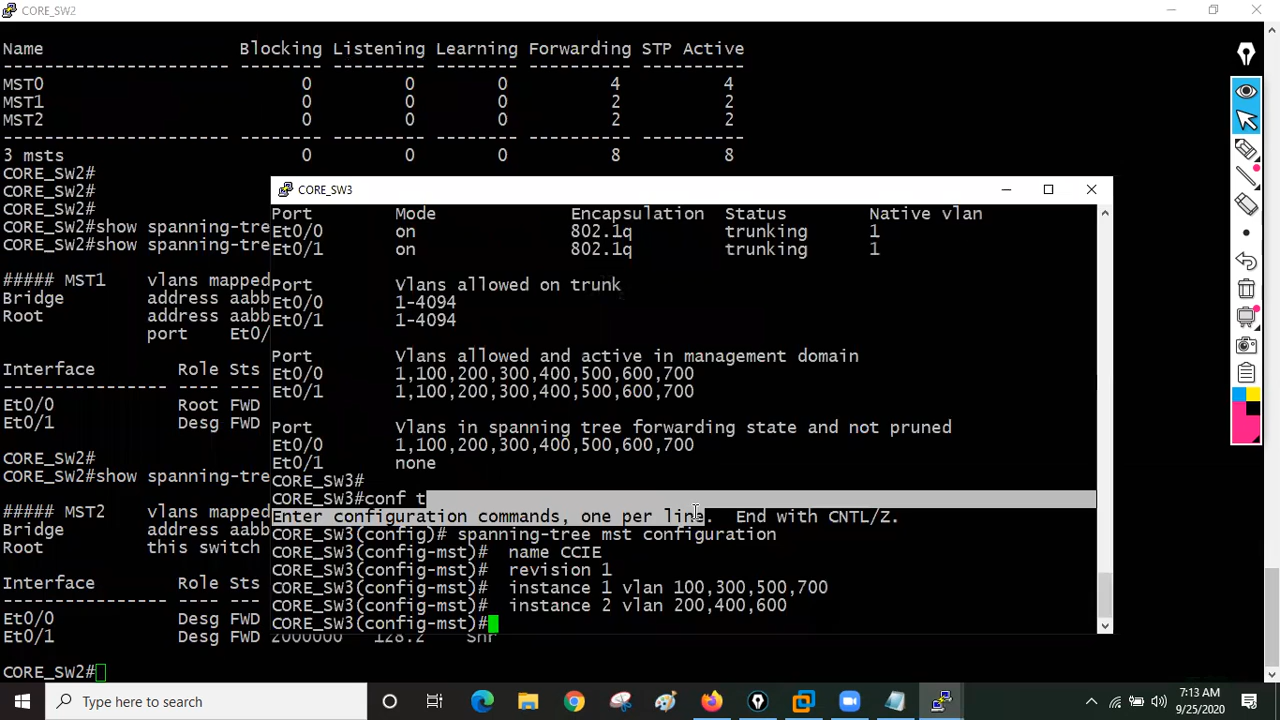 CORE_SW2
Name Blocking Listening Learning Forwarding STP Active
---------------------- -------- --------- -------- ---------- ----------
MST0 0 0 0 4 4
MST1 0 0 0 2 2
MST2 0 0 0 2 2
---------------------- -------- --------- -------- ---------- ----------
3 msts 0 0 0 8 8
CORE_SW2#
CORE_SW2#
CORE_SW2#
CORE_SW2#show spanning-tre
CORE_SW2#show spanning-tre
##### MST1 vlans mapped
Bridge address aabb
Root address aabb
port Et0/
Interface Role Sts
---------------- ---- ---
Et0/0 Root FWD
Et0/1 Desg FWD
CORE_SW2#
CORE_SW2#show spanning-tre
##### MST2 vlans mapped
Bridge address aabb
Root this switch
Interface Role Sts
---------------- ---- ---
Et0/0 Desg FWD
Et0/1 Desg FWD 2000000 128.2 Shr
CORE_SW2#
CORE_SW3
Port Mode Encapsulation Status Native vlan
Et0/0 on 802.1q trunking 1
Et0/1 on 802.1q trunking 1
Port Vlans allowed on trunk
Et0/0 1-4094
Et0/1 1-4094
Port Vlans allowed and active in management domain
Et0/0 1,100,200,300,400,500,600,700
Et0/1 1,100,200,300,400,500,600,700
Port Vlans in spanning tree forwarding state and not pruned
Et0/0 1,100,200,300,400,500,600,700
Et0/1 none
CORE_SW3#
CORE_SW3#conf t
Enter configuration commands, one per line. End with CNTL/Z.
CORE_SW3(config)# spanning-tree mst configuration
CORE_SW3(config-mst)# name CCIE
CORE_SW3(config-mst)# revision 1
CORE_SW3(config-mst)# instance 1 vlan 100,300,500,700
CORE_SW3(config-mst)# instance 2 vlan 200,400,600
CORE_SW3(config-mst)#
Type here to search
7:13 AM
9/25/2020